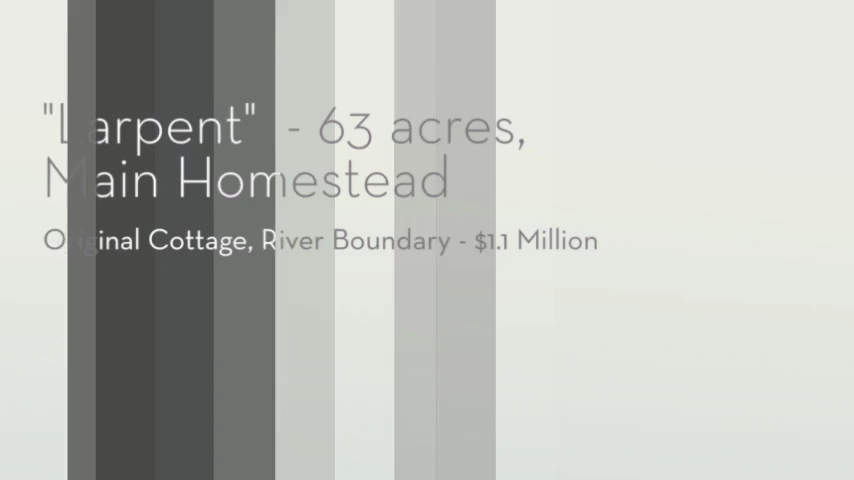 "Larpent" - 63 acres,
Main Homestead
Original Cottage, River Boundary - $1.1 Million